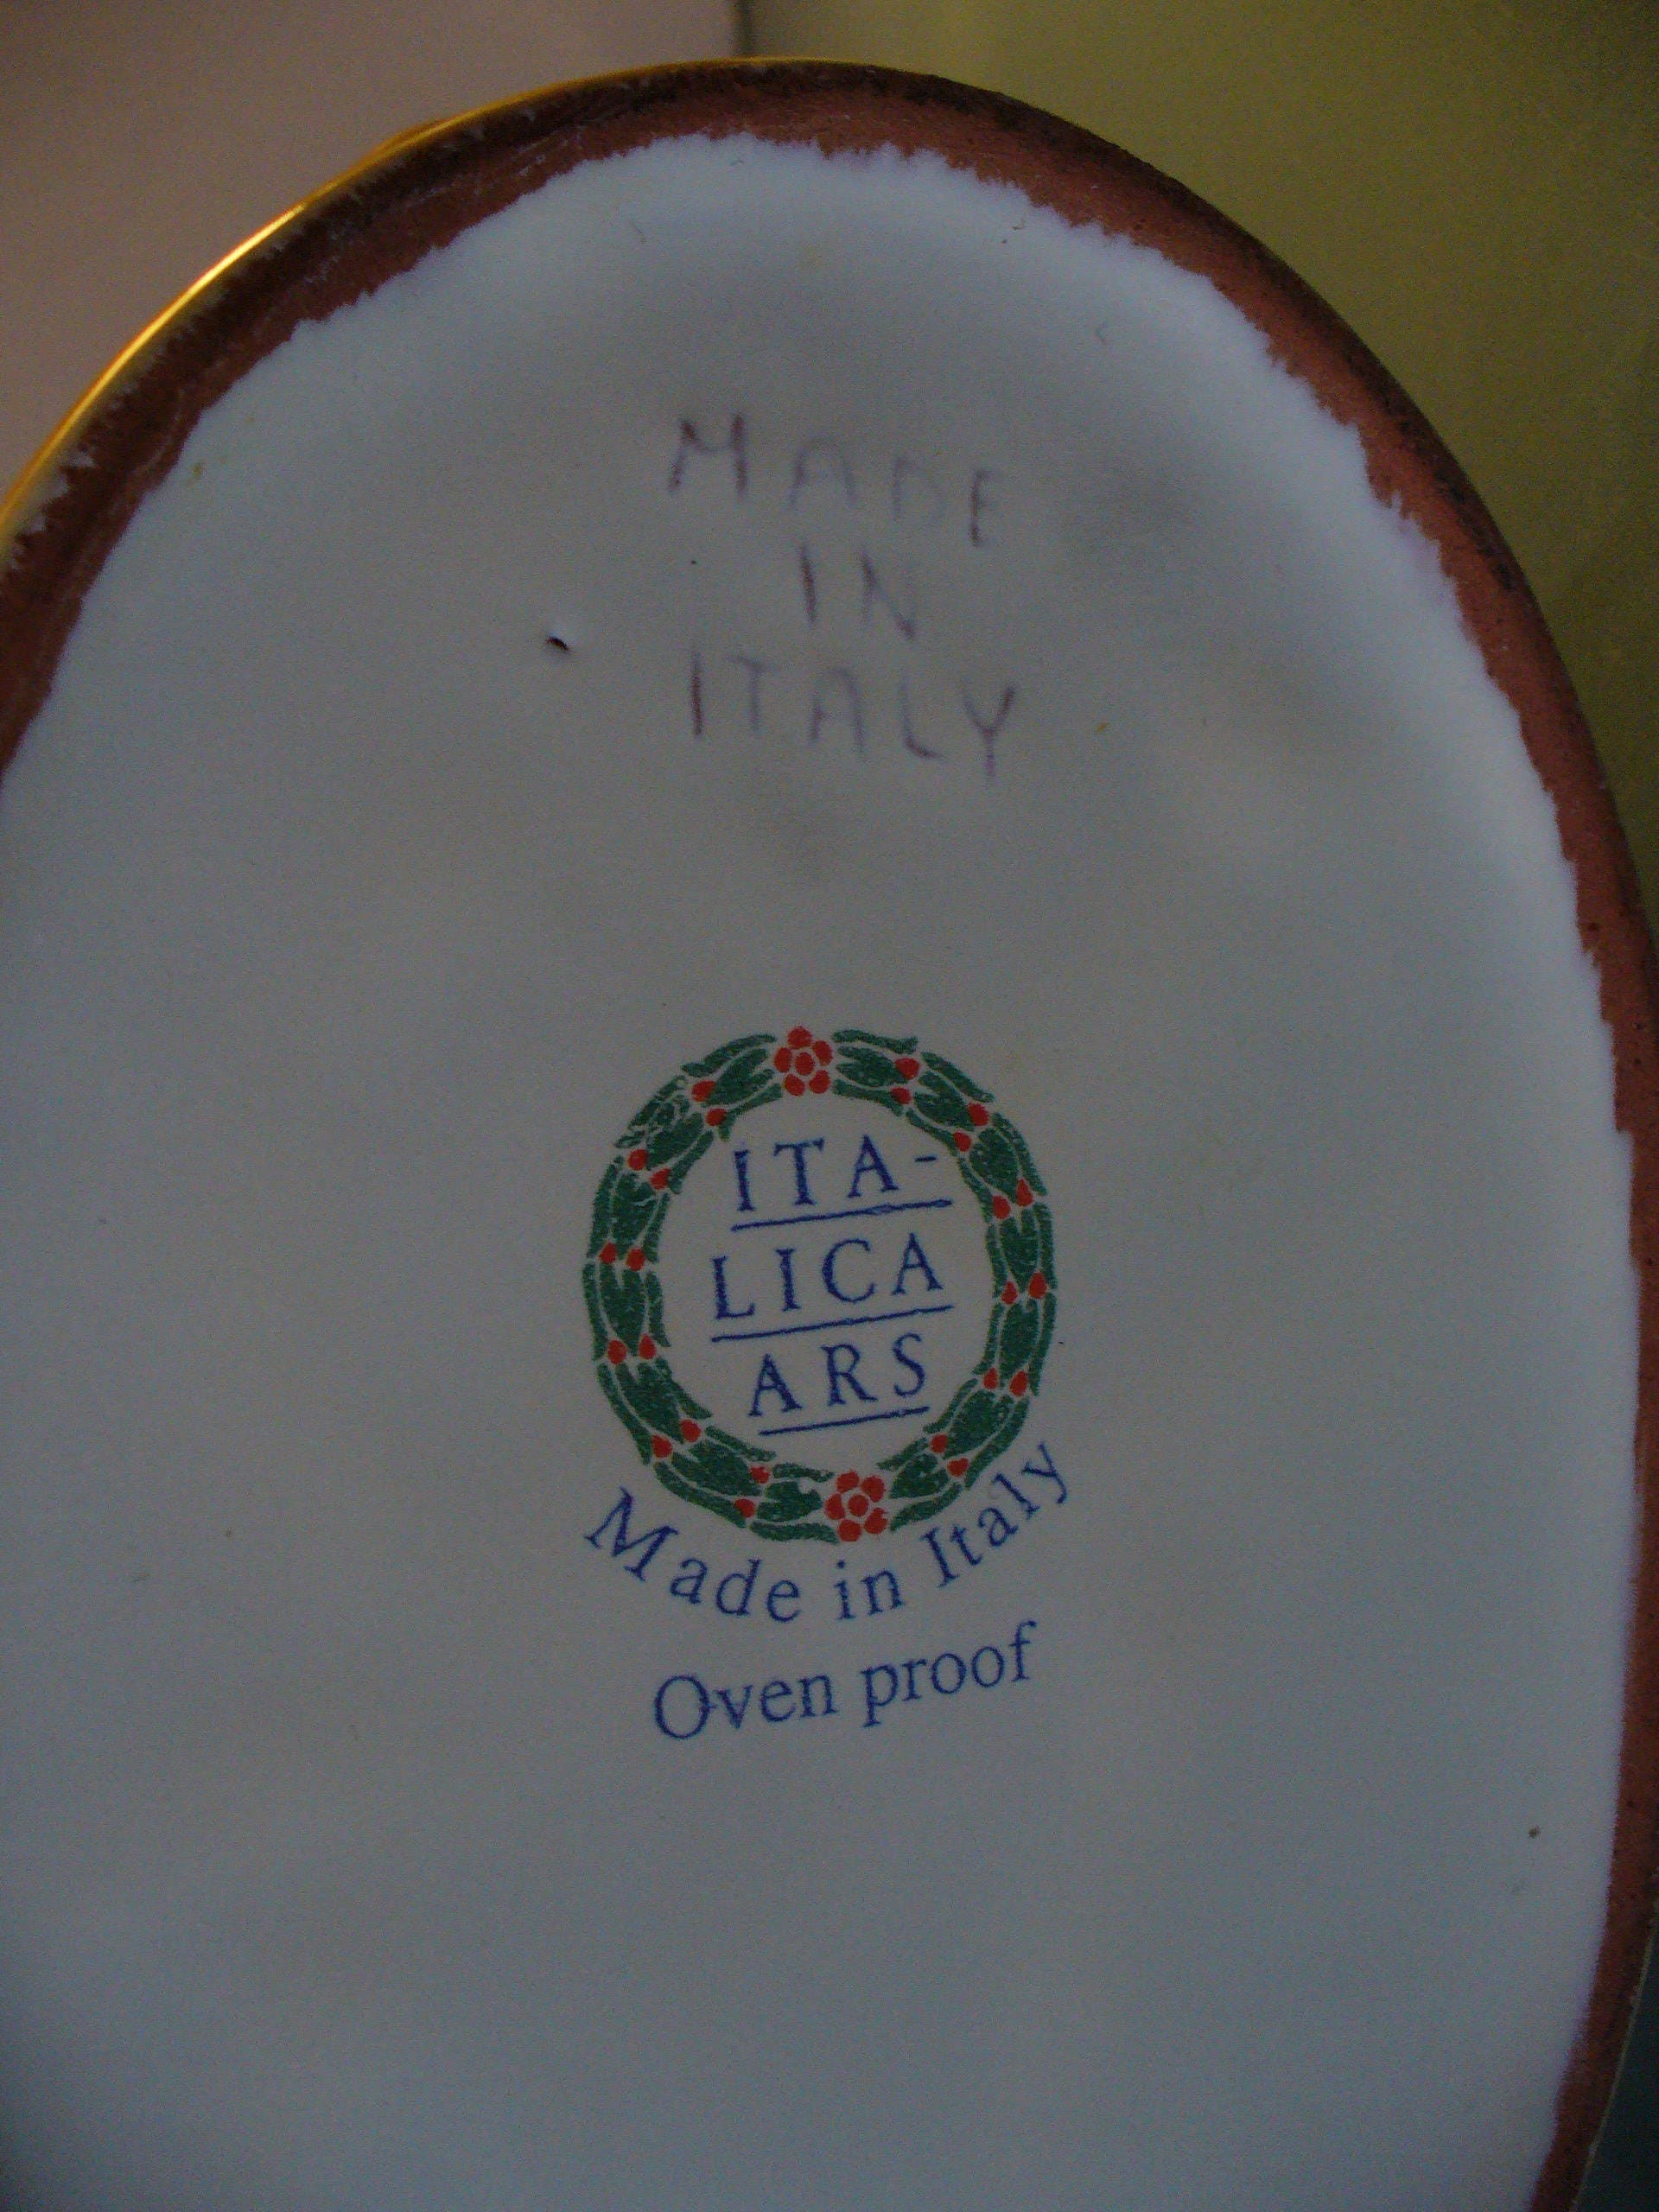 MADE
IN
ITALY
ITA-
LICA
ARS
Made in Italy
Oven proof